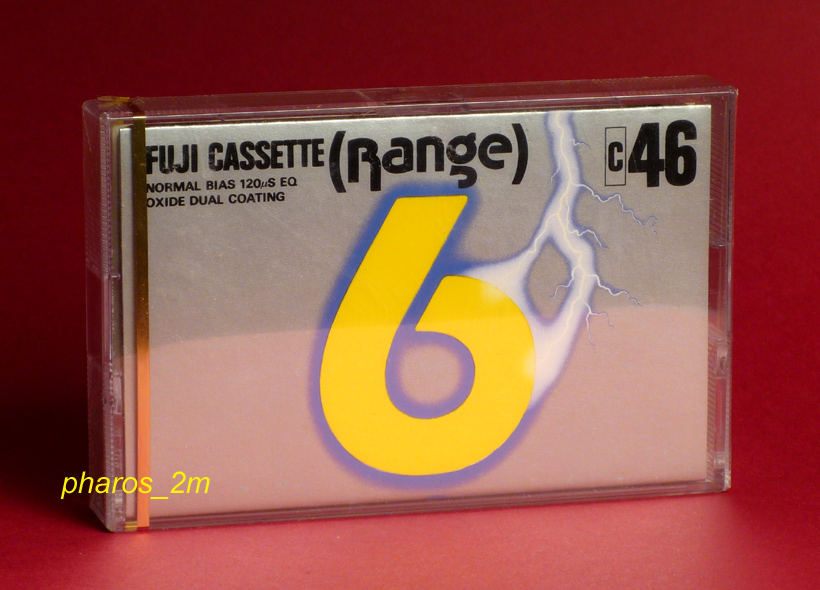 FUJI CASSETTE (Range) C46
NORMAL BIAS 120µS EQ
OXIDE DUAL COATING
6
pharos_2m